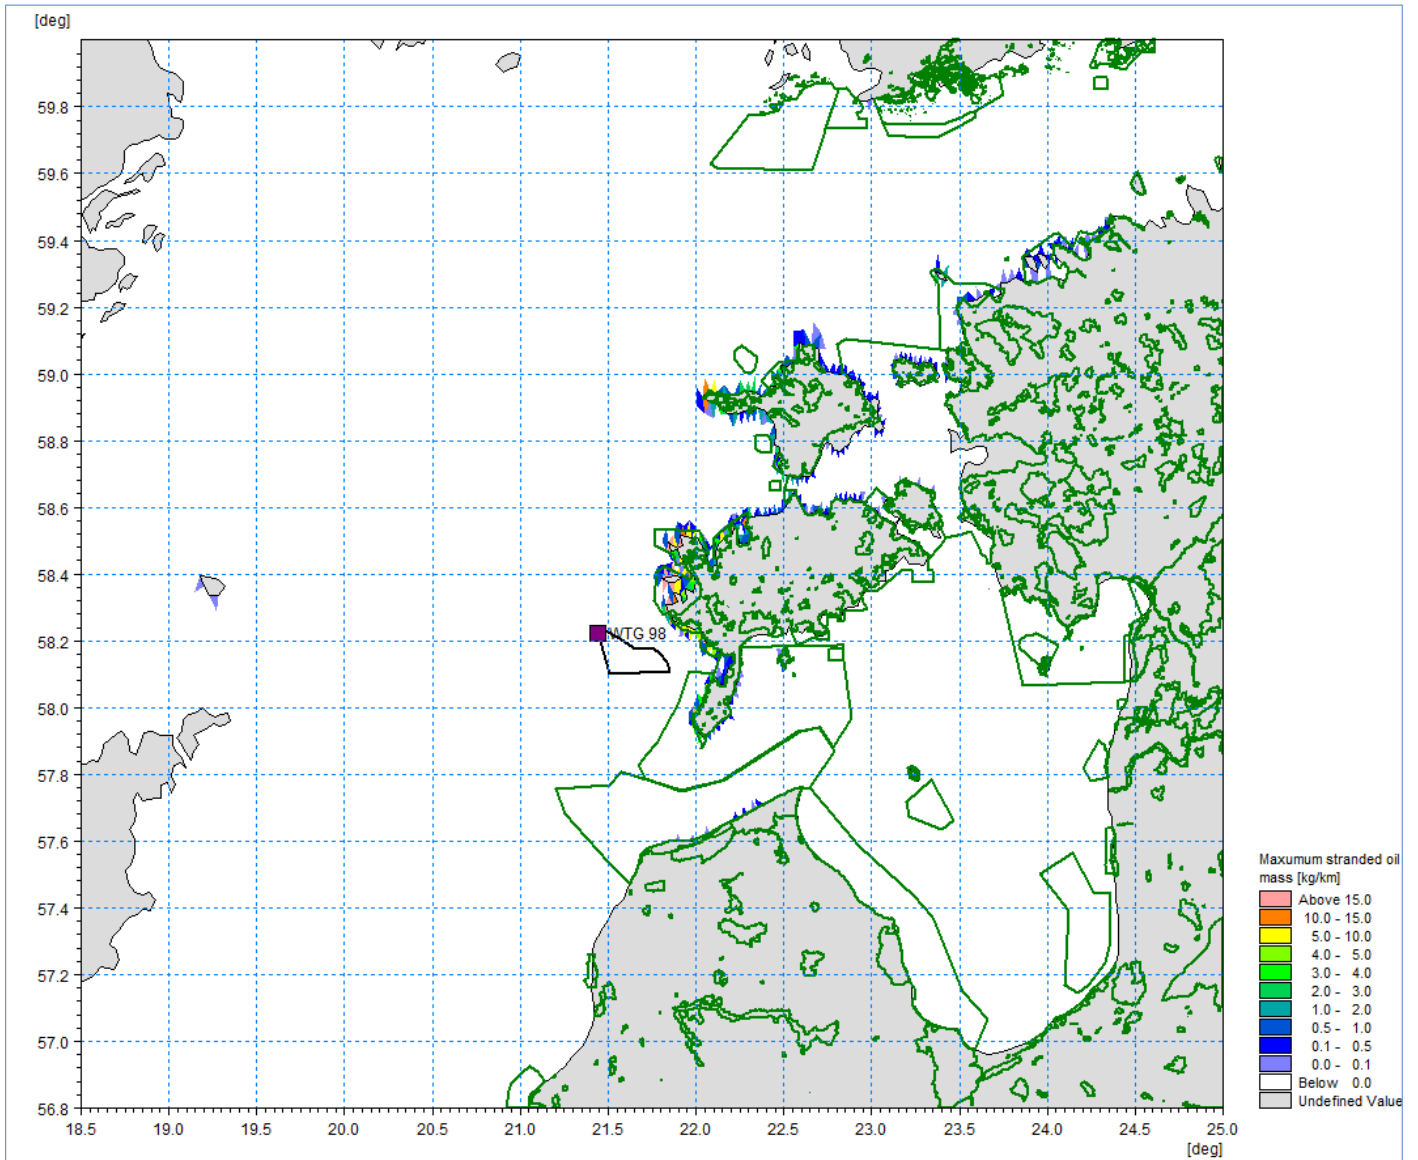 [deg]
59.8
59.6
59.4
59.2
59.0
58.8
58.6
58.4
58.2
58.0
57.8
57.6
57.4
57.2
57.0
56.8
WTG 98
18.5 19.0 19.5 20.0 20.5 21.0 21.5 22.0 22.5 23.0 23.5 24.0 24.5 25.0
[deg]
Maxumum stranded oil
mass [kg/km]
Above 15.0
10.0 - 15.0
5.0 - 10.0
4.0 - 5.0
3.0 - 4.0
2.0 - 3.0
1.0 - 2.0
0.5 - 1.0
0.1 - 0.5
0.0 - 0.1
Below 0.0
Undefined Value